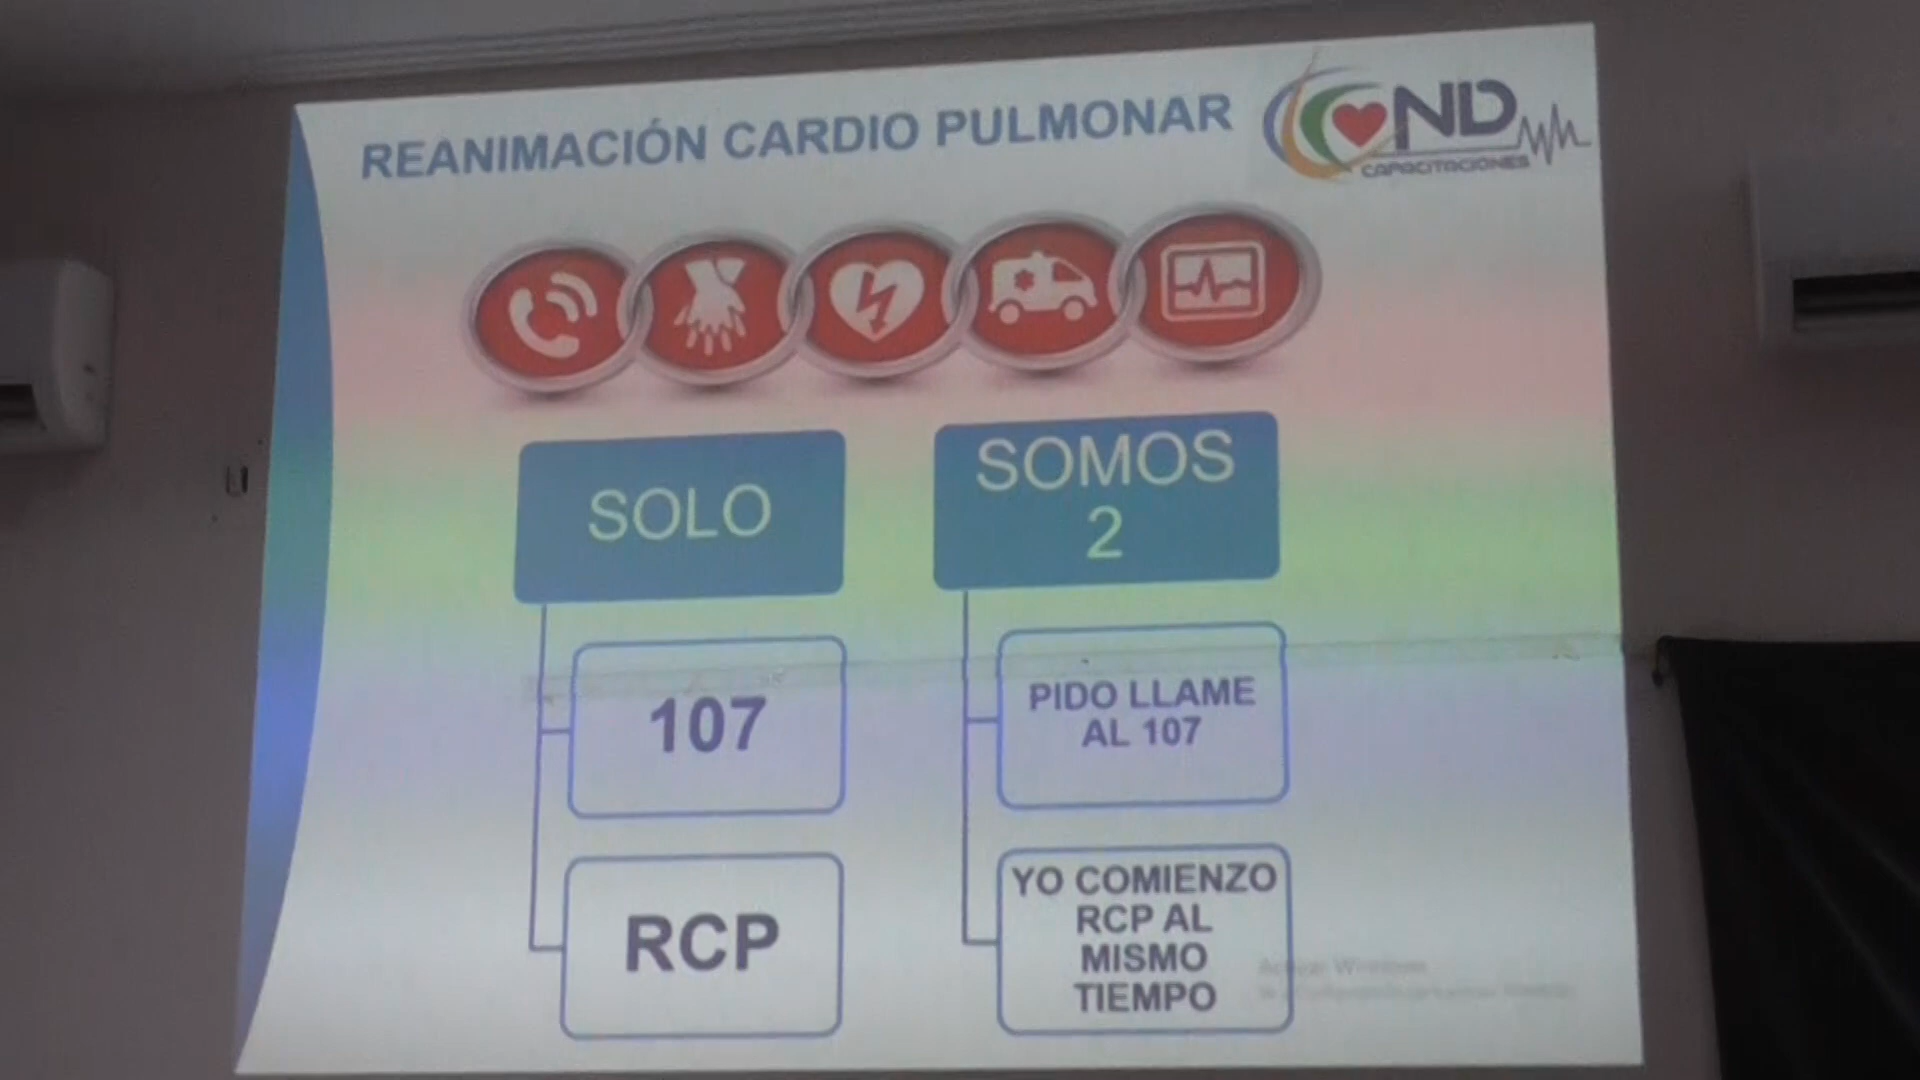 REANIMACIÓN CARDIO PULMONAR
ND
CAPACITACIONES
SOLO
SOMOS
2
107
PIDO LLAME
AL 107
RCP
YO COMIENZO
RCP AL
MISMO
TIEMPO